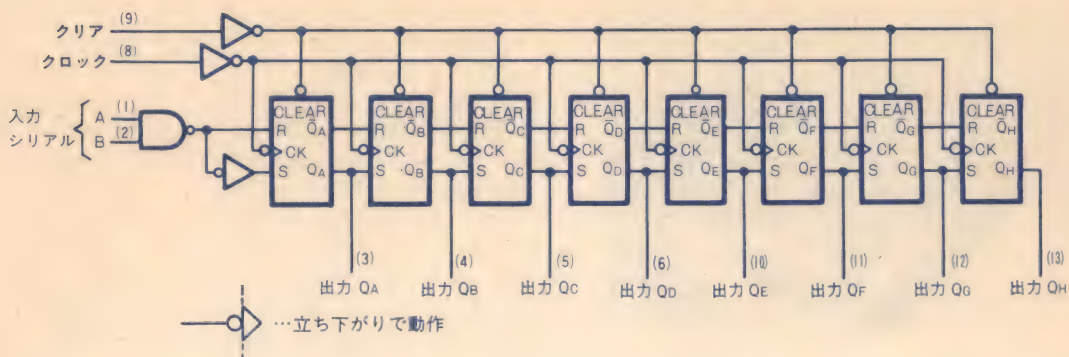 クリア (9)
クロック (8)
入力 シリアル A (1) B (2)
CLEAR R Q̄A CK S QA
CLEAR R Q̄B CK S QB
CLEAR R Q̄C CK S QC
CLEAR R Q̄D CK S QD
CLEAR R Q̄E CK S QE
CLEAR R Q̄F CK S QF
CLEAR R Q̄G CK S QG
CLEAR R Q̄H CK S QH
(3) (4) (5) (6) (10) (11) (12) (13)
出力 QA 出力 QB 出力 QC 出力 QD 出力 QE 出力 QF 出力 QG 出力 QH
…立ち下がりで動作